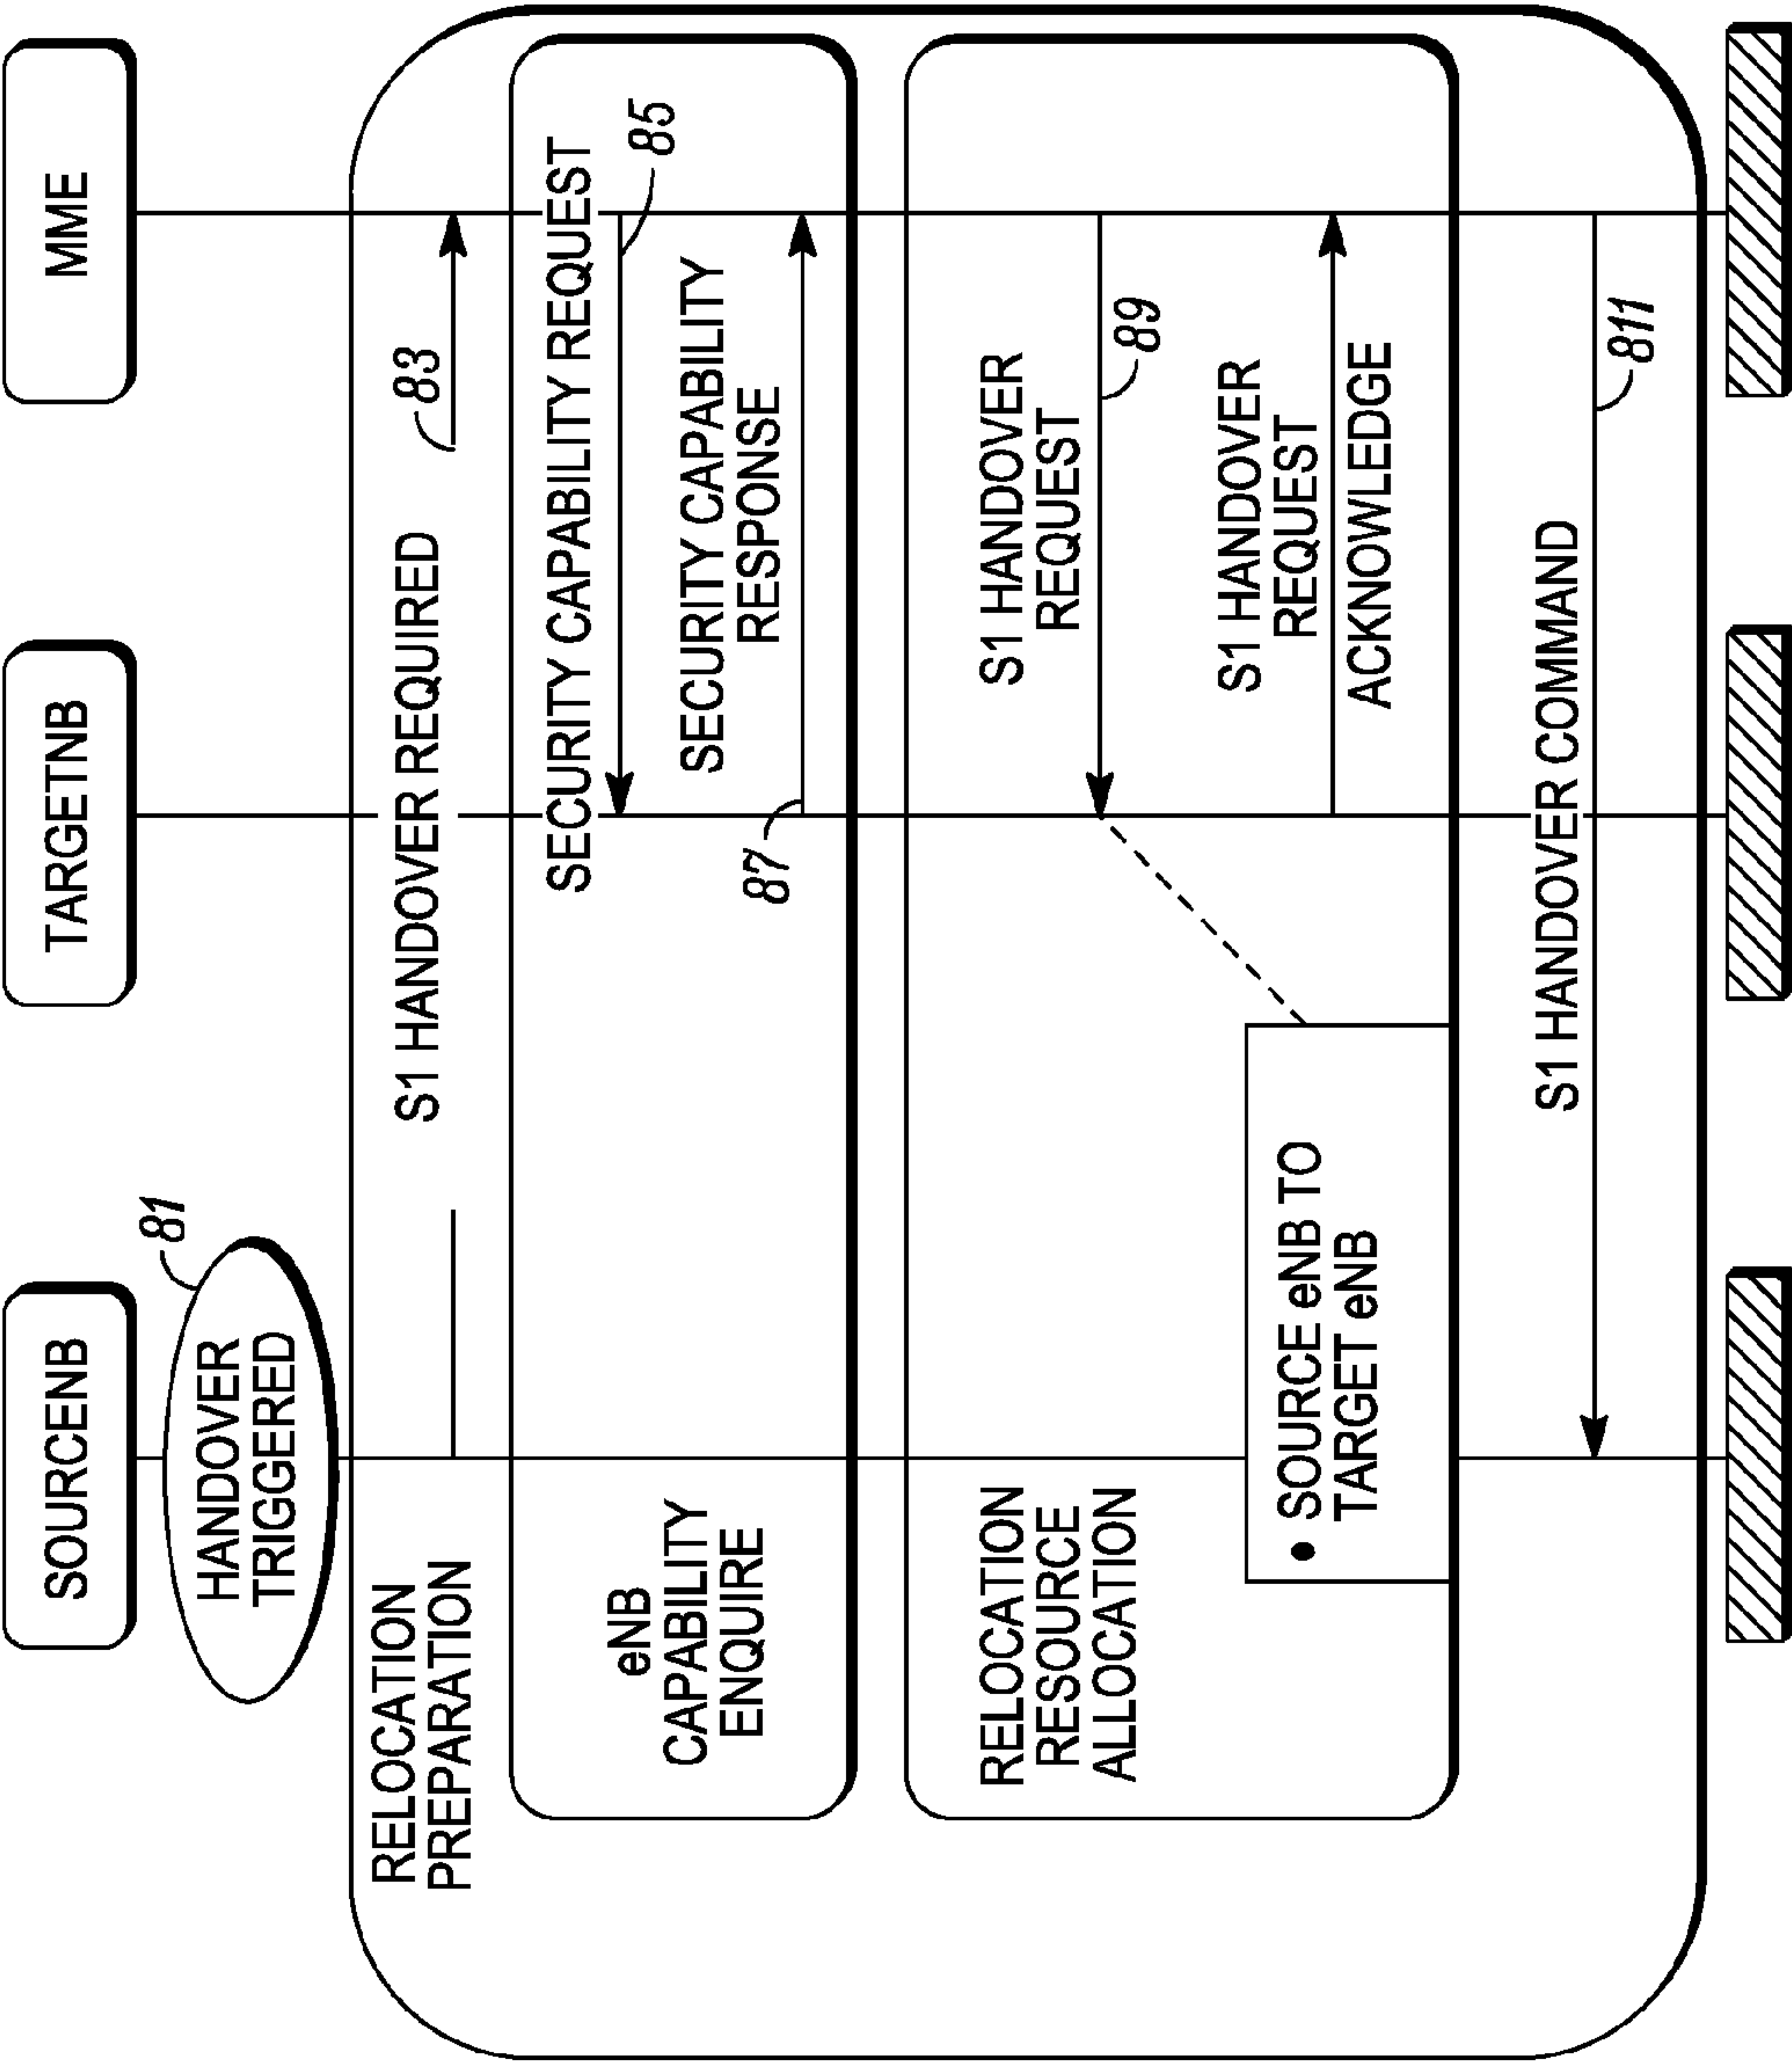 SOURCENB
TARGETNB
MME
HANDOVER
TRIGGERED
81
RELOCATION
PREPARATION
S1 HANDOVER REQUIRED
83
eNB
CAPABILITY
ENQUIRE
SECURITY CAPABILITY REQUEST
85
SECURITY CAPABILITY
RESPONSE
87
RELOCATION
RESOURCE
ALLOCATION
S1 HANDOVER
REQUEST
89
• SOURCE eNB TO
TARGET eNB
S1 HANDOVER
REQUEST
ACKNOWLEDGE
S1 HANDOVER COMMAND
811